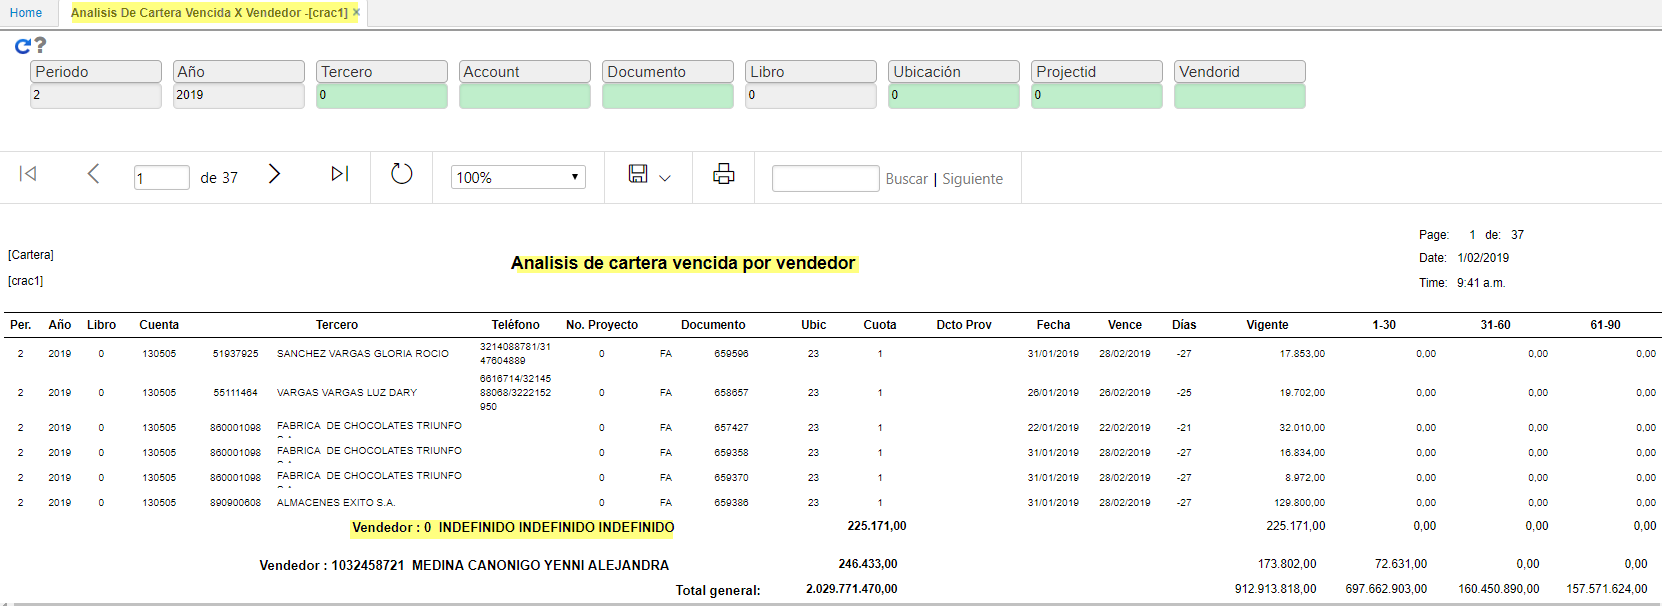 Home Analisis De Cartera Vencida X Vendedor -[crac1] ×
?
Periodo Año Tercero Account Documento Libro Ubicación Projectid Vendorid
2 2019 0 0 0 0
1 de 37 100% Buscar | Siguiente
Page: 1 de: 37
[Cartera]
Analisis de cartera vencida por vendedor
Date: 1/02/2019
[crac1]
Time: 9:41 a.m.
Per. Año Libro Cuenta Tercero Teléfono No. Proyecto Documento Ubic Cuota Dcto Prov Fecha Vence Días Vigente 1-30 31-60 61-90
2 2019 0 130505 51937925 SANCHEZ VARGAS GLORIA ROCIO 3214088781/31 47604889 0 FA 659596 23 1 31/01/2019 28/02/2019 -27 17.853,00 0,00 0,00 0,00
2 2019 0 130505 55111464 VARGAS VARGAS LUZ DARY 6616714/32145 88068/3222152 950 0 FA 658657 23 1 26/01/2019 26/02/2019 -25 19.702,00 0,00 0,00 0,00
2 2019 0 130505 860001098 FABRICA DE CHOCOLATES TRIUNFO 0 FA 657427 23 1 22/01/2019 22/02/2019 -21 32.010,00 0,00 0,00 0,00
2 2019 0 130505 860001098 FABRICA DE CHOCOLATES TRIUNFO 0 FA 659358 23 1 31/01/2019 28/02/2019 -27 16.834,00 0,00 0,00 0,00
2 2019 0 130505 860001098 FABRICA DE CHOCOLATES TRIUNFO 0 FA 659370 23 1 31/01/2019 28/02/2019 -27 8.972,00 0,00 0,00 0,00
2 2019 0 130505 890900608 ALMACENES EXITO S.A. 0 FA 659386 23 1 31/01/2019 28/02/2019 -27 129.800,00 0,00 0,00 0,00
Vendedor : 0 INDEFINIDO INDEFINIDO INDEFINIDO 225.171,00 225.171,00 0,00 0,00 0,00
Vendedor : 1032458721 MEDINA CANONIGO YENNI ALEJANDRA 246.433,00 173.802,00 72.631,00 0,00 0,00
Total general: 2.029.771.470,00 912.913.818,00 697.662.903,00 160.450.890,00 157.571.624,00